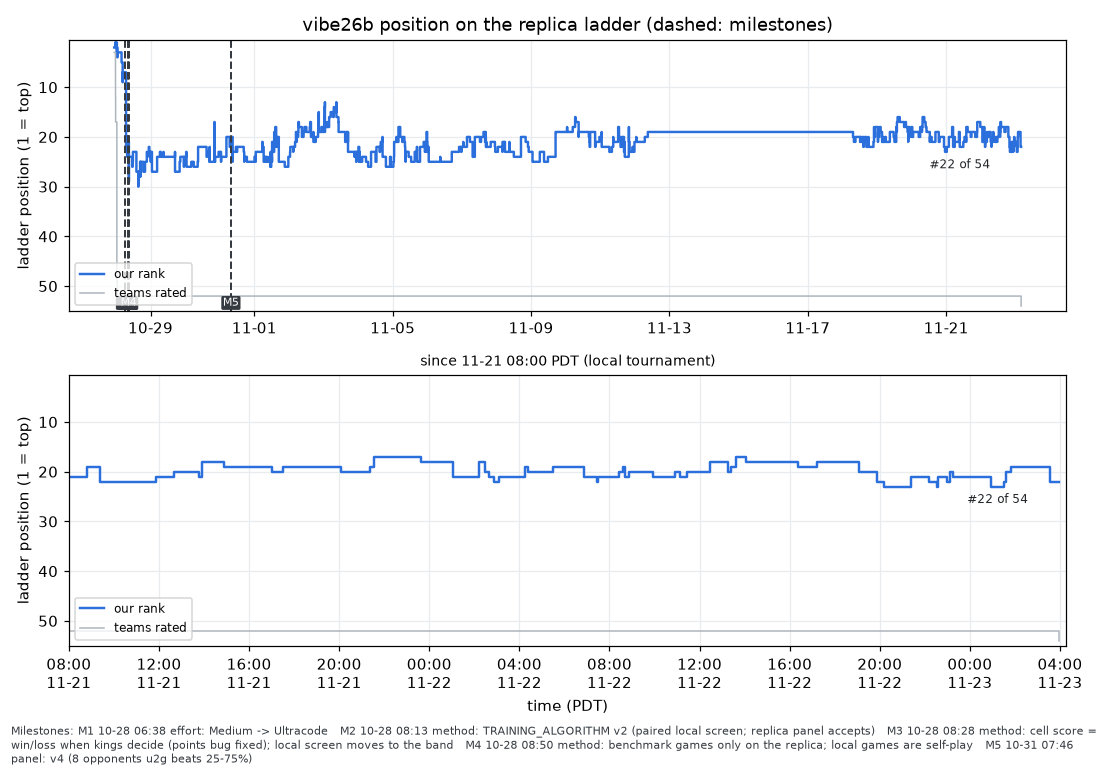 vibe26b position on the replica ladder (dashed: milestones)
ladder position (1 = top)
10
20
30
40
50
#22 of 54
our rank
teams rated
M5
10-29
11-01
11-05
11-09
11-13
11-17
11-21
since 11-21 08:00 PDT (local tournament)
ladder position (1 = top)
10
20
30
40
50
#22 of 54
our rank
teams rated
08:00 12:00 16:00 20:00 00:00 04:00 08:00 12:00 16:00 20:00 00:00 04:00
11-21 11-21 11-21 11-21 11-22 11-22 11-22 11-22 11-22 11-22 11-23 11-23
time (PDT)
Milestones: M1 10-28 06:38 effort: Medium -> Ultracode M2 10-28 08:13 method: TRAINING_ALGORITHM v2 (paired local screen; replica panel accepts) M3 10-28 08:28 method: cell score =
win/loss when kings decide (points bug fixed); local screen moves to the band M4 10-28 08:50 method: benchmark games only on the replica; local games are self-play M5 10-31 07:46
panel: v4 (8 opponents u2g beats 25-75%)